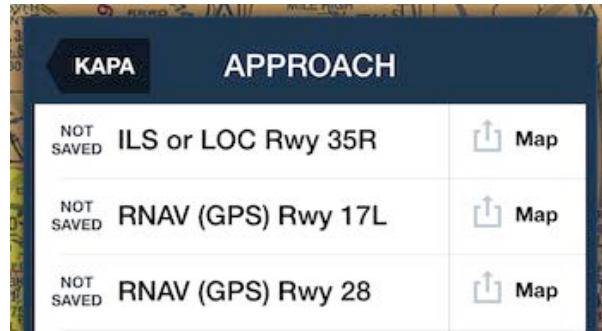 KAPA APPROACH
NOT SAVED ILS or LOC Rwy 35R Map
NOT SAVED RNAV (GPS) Rwy 17L Map
NOT SAVED RNAV (GPS) Rwy 28 Map